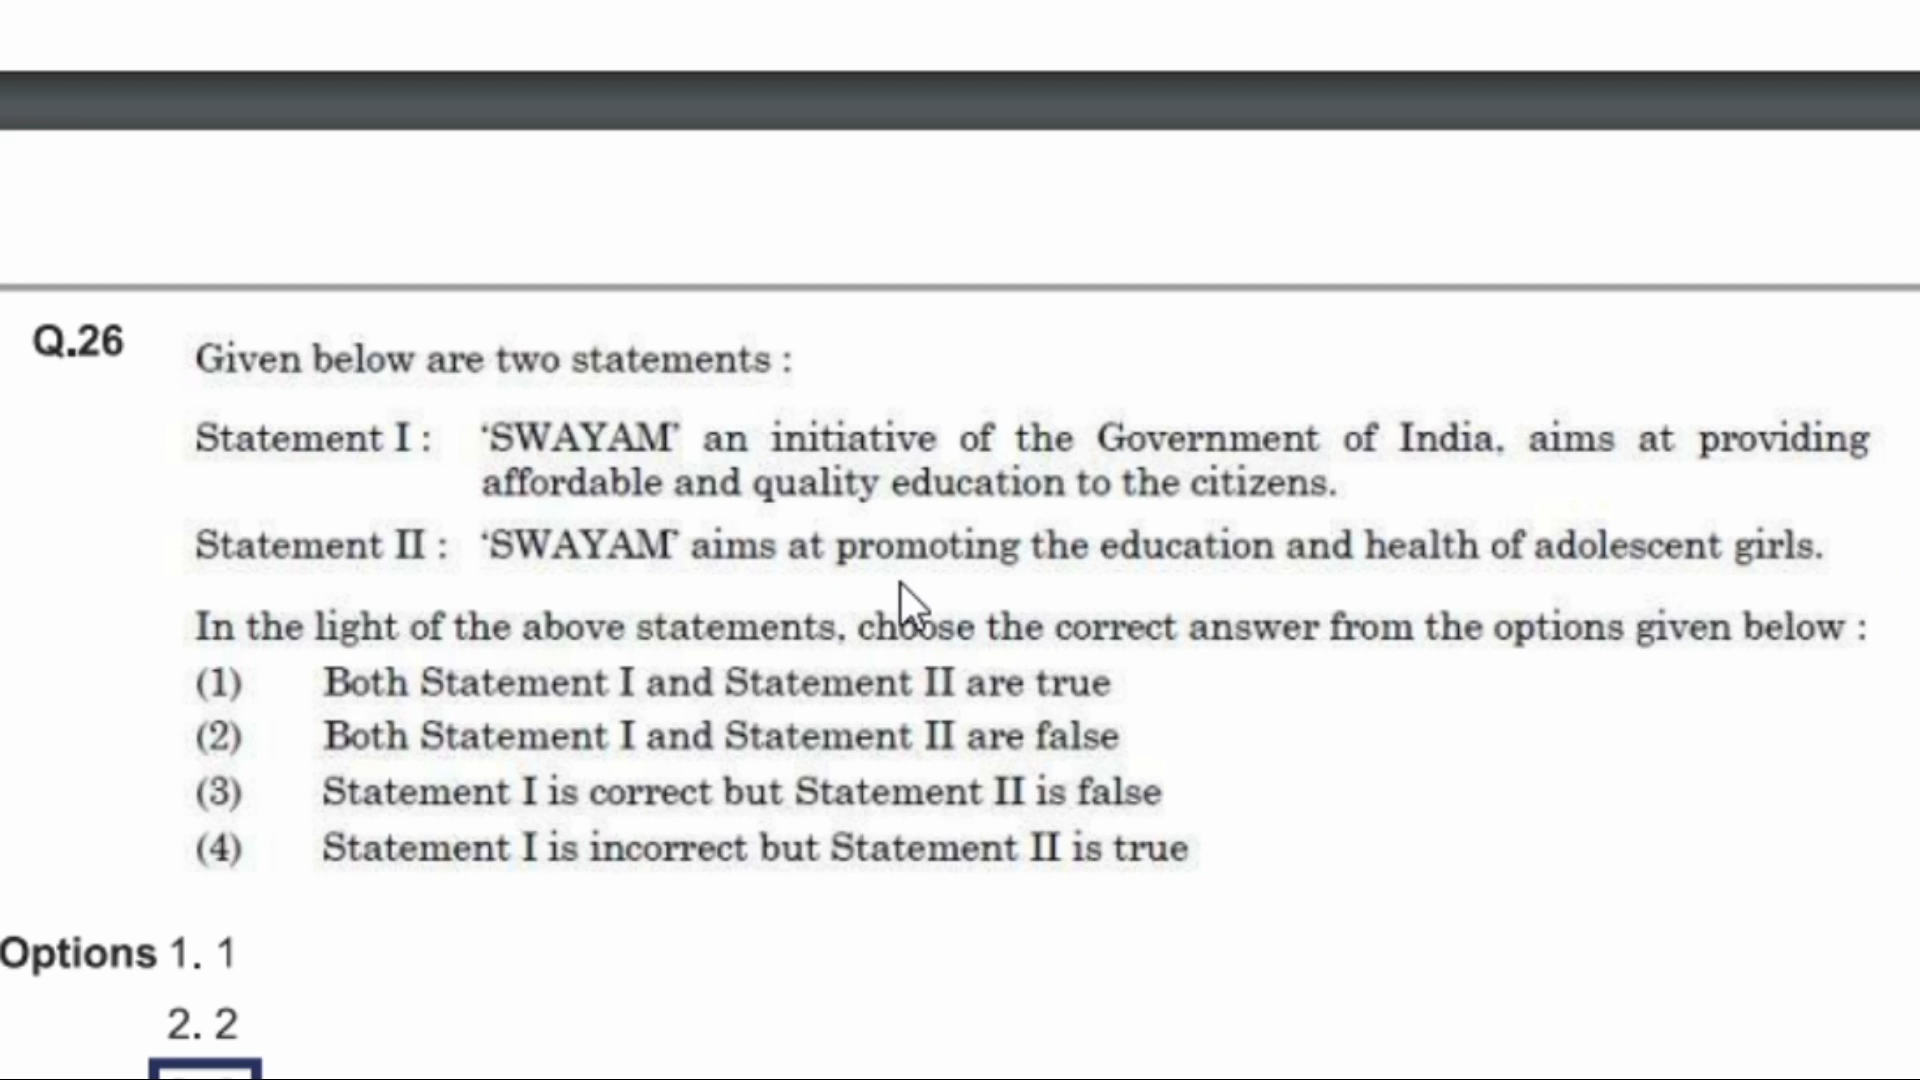 Q.26
Given below are two statements :
Statement I : 'SWAYAM' an initiative of the Government of India, aims at providing
affordable and quality education to the citizens.
Statement II : 'SWAYAM' aims at promoting the education and health of adolescent girls.
In the light of the above statements, choose the correct answer from the options given below :
(1) Both Statement I and Statement II are true
(2) Both Statement I and Statement II are false
(3) Statement I is correct but Statement II is false
(4) Statement I is incorrect but Statement II is true
Options 1. 1
2. 2